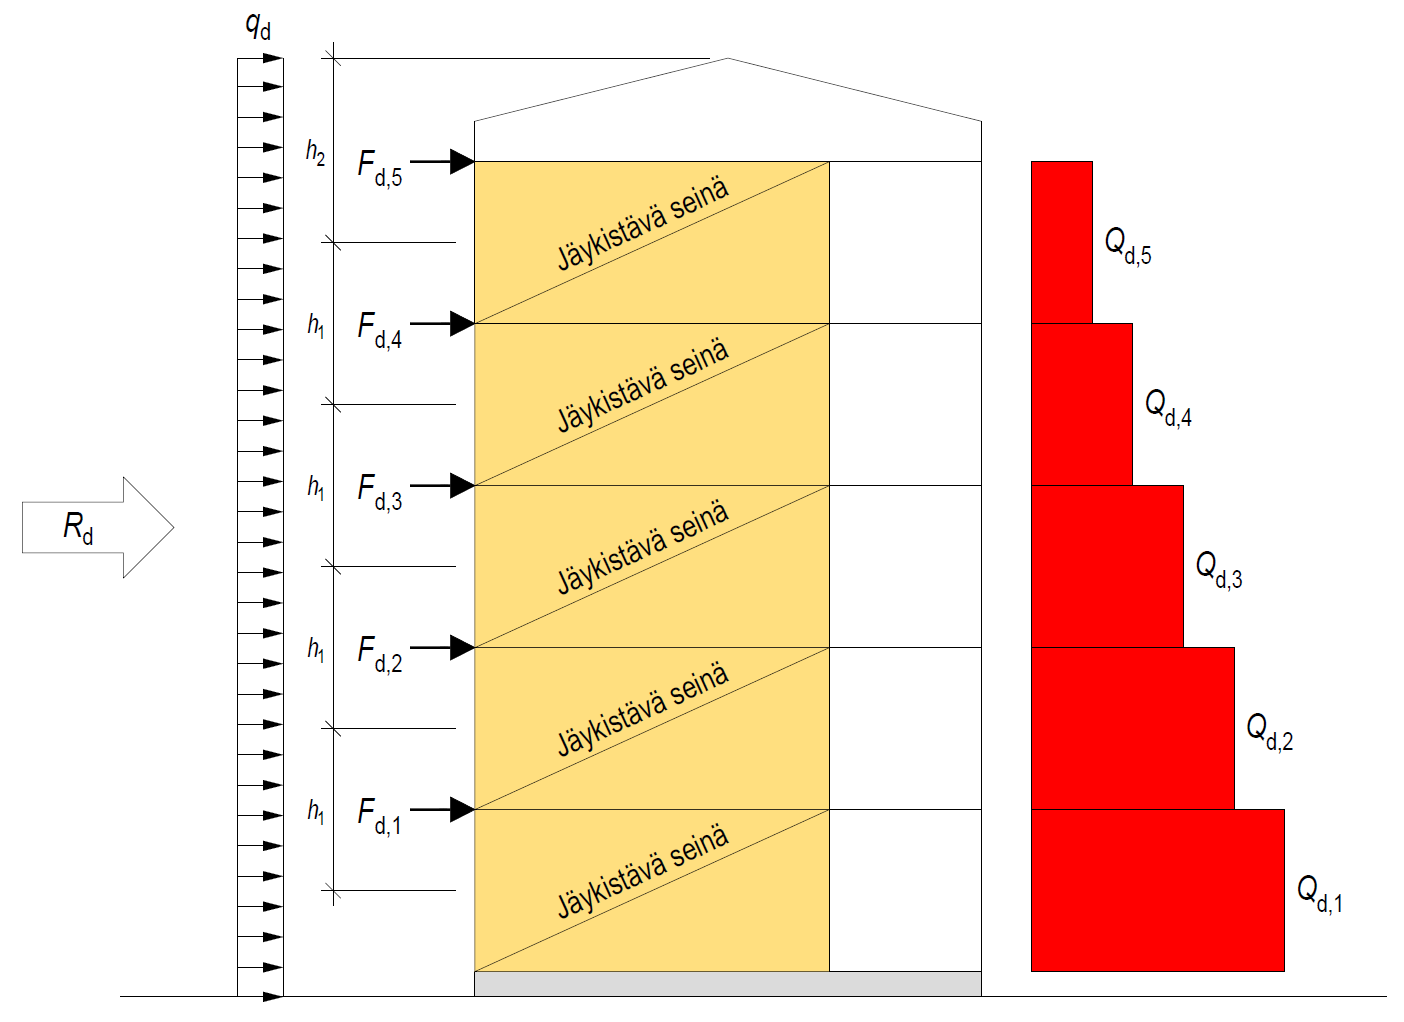 qd
h2
Fd,5
Jäykistävä seinä
Qd,5
h1
Fd,4
Jäykistävä seinä
Qd,4
h1
Fd,3
Jäykistävä seinä
Qd,3
Rd
h1
Fd,2
Jäykistävä seinä
Qd,2
h1
Fd,1
Jäykistävä seinä
Qd,1